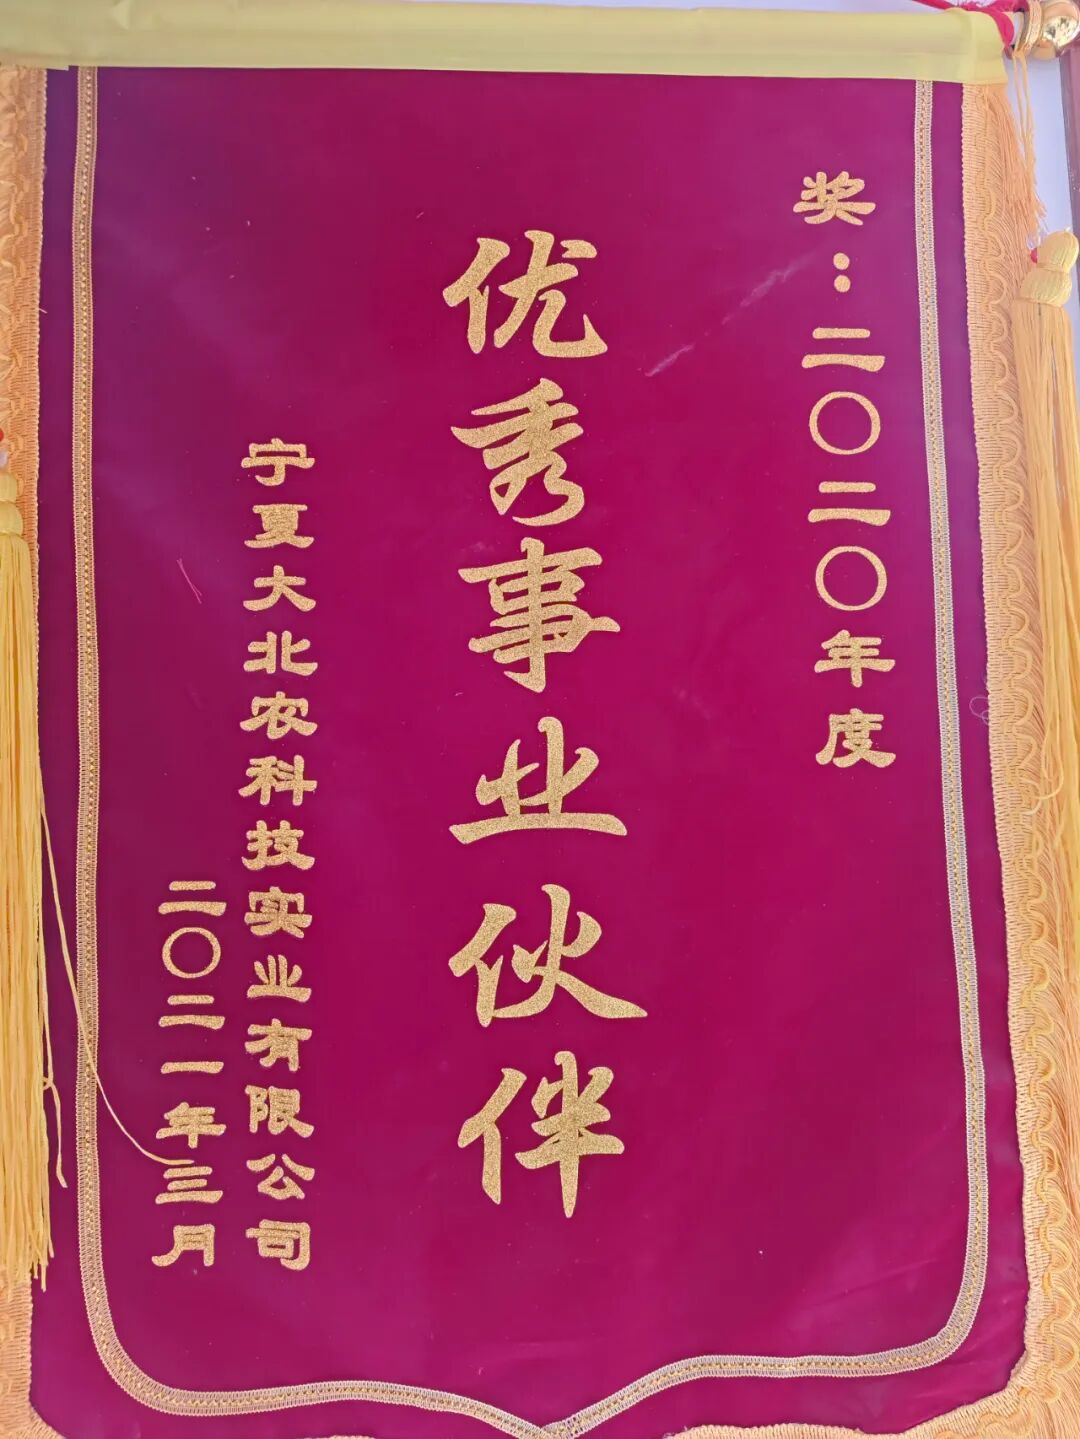 奖：二〇二〇年度
优秀事业伙伴
宁夏大北农科技实业有限公司
二〇二一年三月